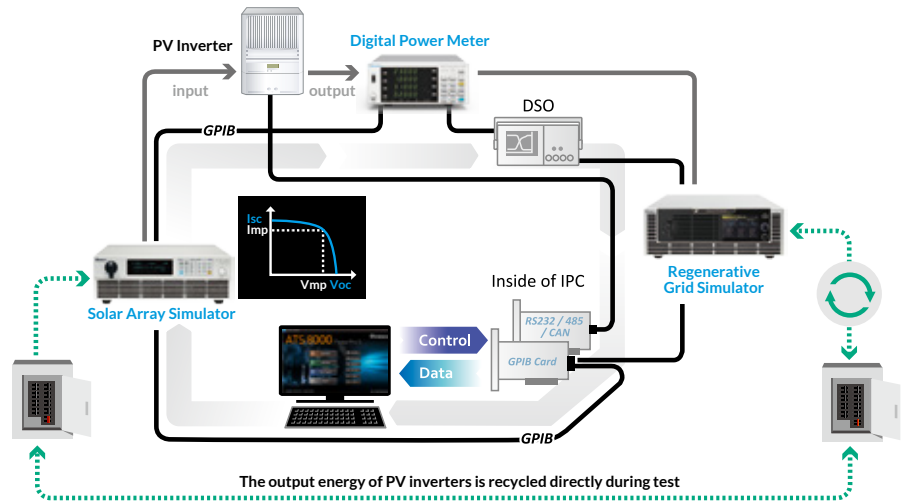 PV Inverter
Digital Power Meter
input
output
DSO
GPIB
Isc
Imp
Vmp Voc
Solar Array Simulator
Regenerative
Grid Simulator
Inside of IPC
RS232 / 485
/ CAN
GPIB Card
ATS 8000
Control
Data
GPIB
The output energy of PV inverters is recycled directly during test